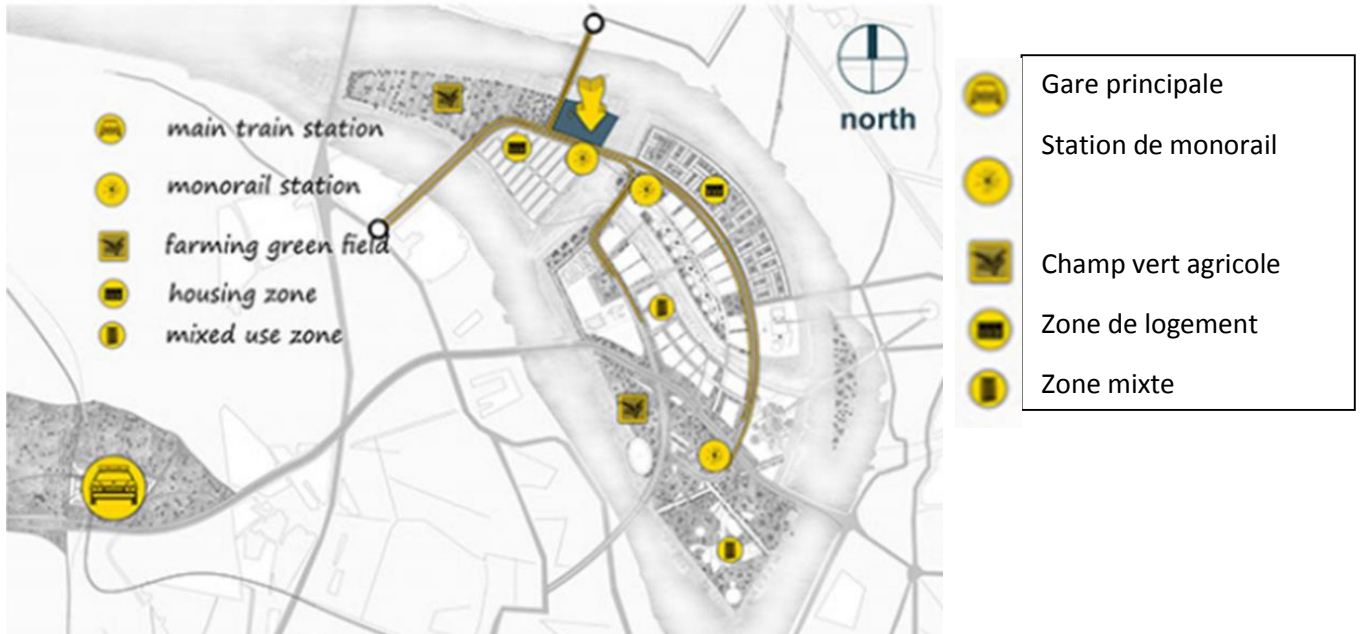 north
main train station
monorail station
farming green field
housing zone
mixed use zone
Gare principale
Station de monorail
Champ vert agricole
Zone de logement
Zone mixte